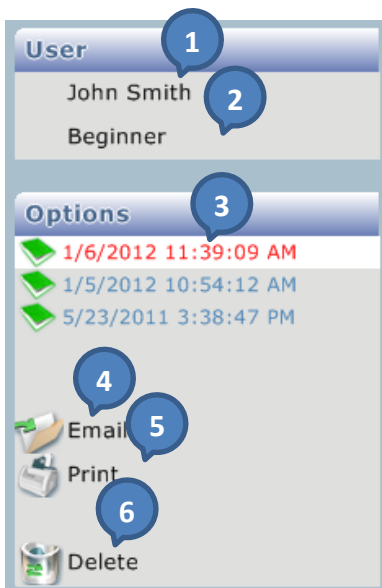 User
1
John Smith
2
Beginner
Options
3
1/6/2012 11:39:09 AM
1/5/2012 10:54:12 AM
5/23/2011 3:38:47 PM
4
Email
5
Print
6
Delete